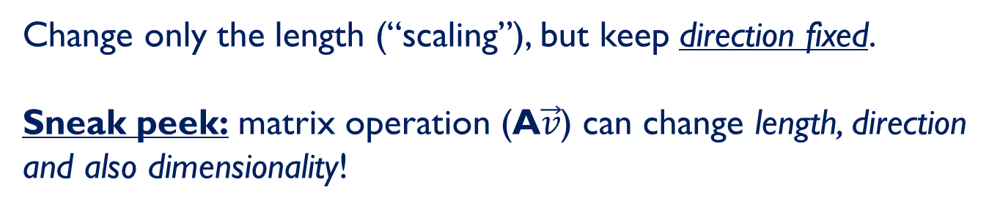 Change only the length (“scaling”), but keep direction fixed.
Sneak peek: matrix operation (𝐀𝑣⃗) can change length, direction
and also dimensionality!